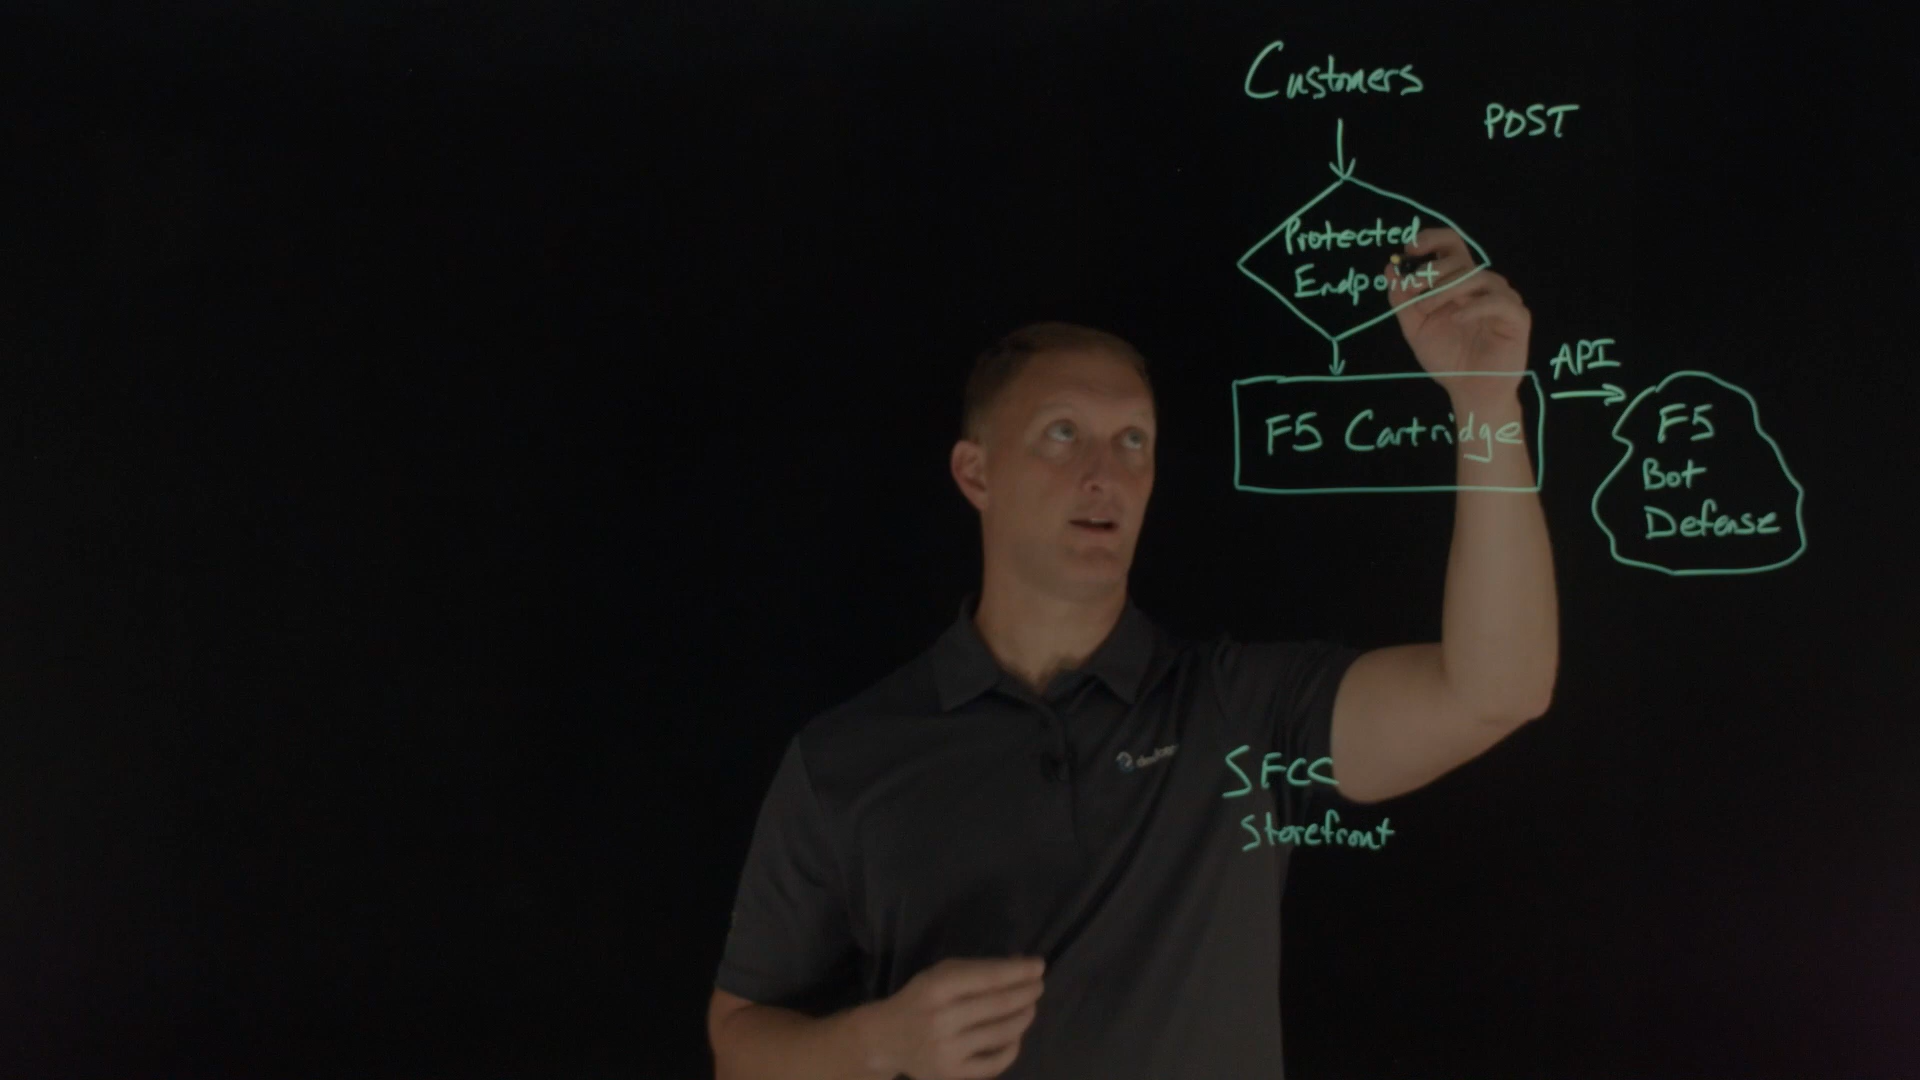 Customers
POST
Protected
Endpoint
API
F5 Cartridge
F5
Bot
Defense
SFCC
Storefront